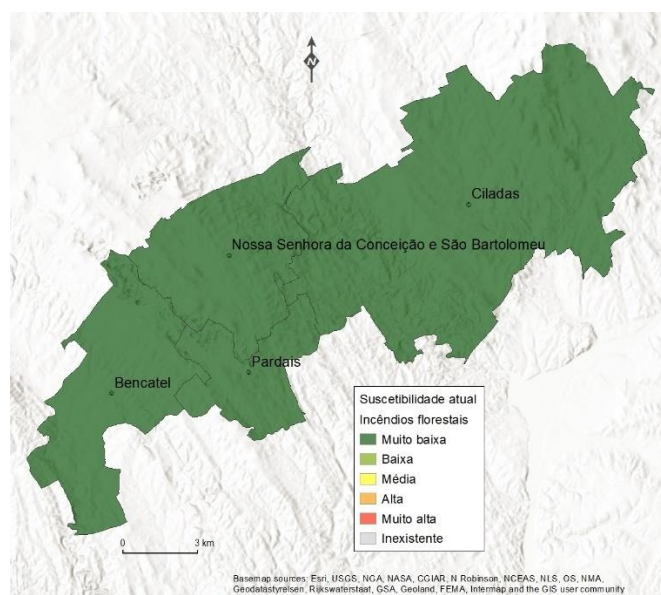 N
Ciladas
Nossa Senhora da Conceição e São Bartolomeu
Pardais
Bencatel
Suscetibilidade atual
Incêndios florestais
Muito baixa
Baixa
Média
Alta
Muito alta
Inexistente
0 3 km
Basemap sources: Esri, USGS, NGA, NASA, CGIAR, N Robinson, NCEAS, NLS, OS, NMA,
Geodatastyrelsen, Rijkswaterstaat, GSA, Geoland, FEMA, Intermap and the GIS user community